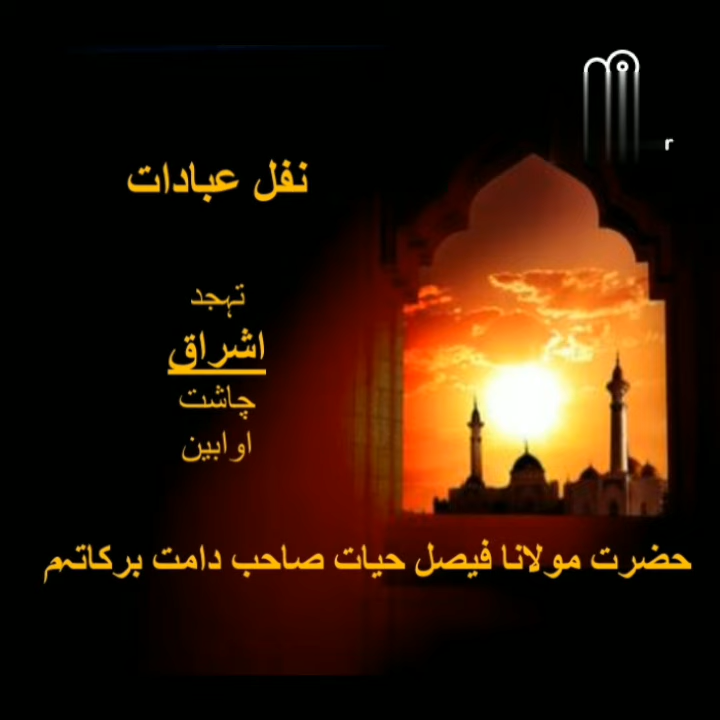 نفل عبادات
تہجد
اشراق
چاشت
اوابین
حضرت مولانا فیصل حیات صاحب دامت برکاتہم